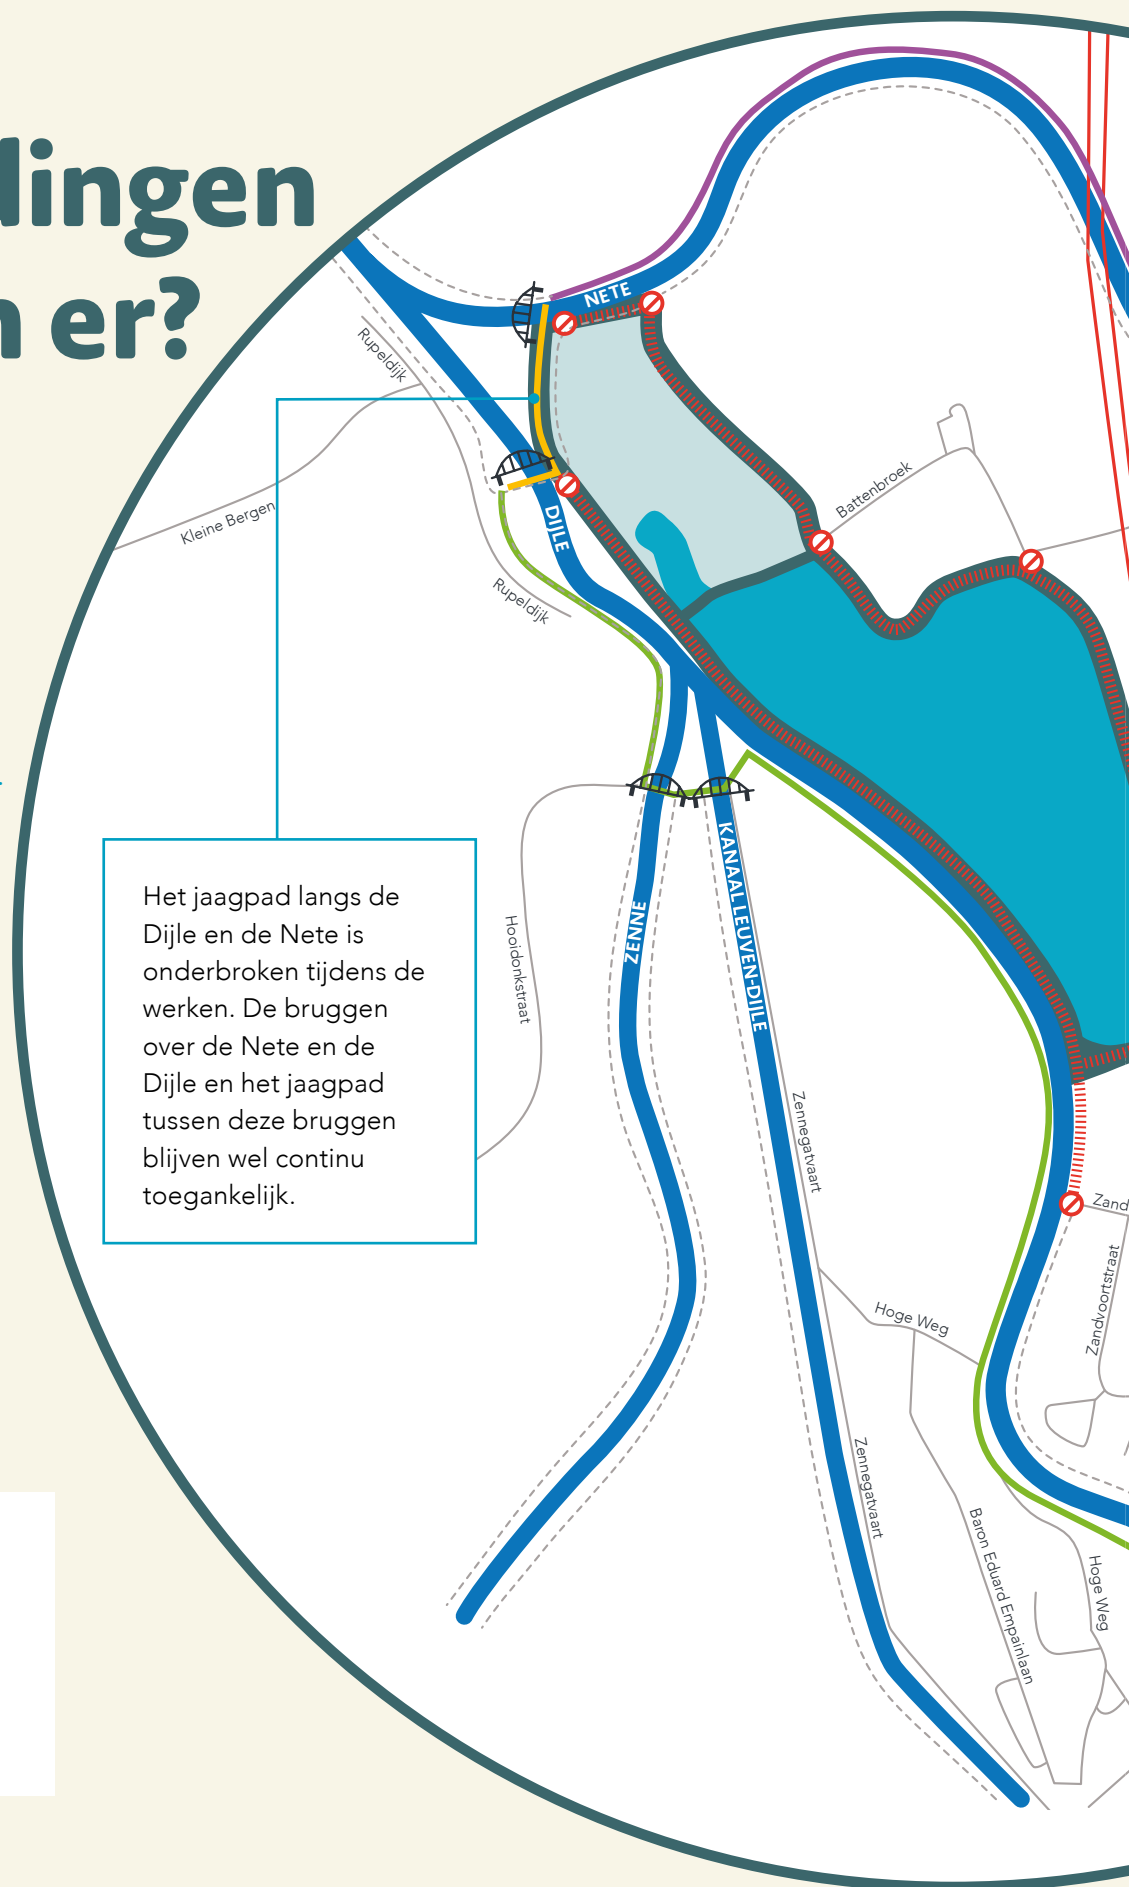 lingen
n er?
NETE
Rupeldijk
Battenbroek
Kleine Bergen
DIJLE
Rupeldijk
Het jaagpad langs de
Dijle en de Nete is
onderbroken tijdens de
werken. De bruggen
over de Nete en de
Dijle en het jaagpad
tussen deze bruggen
blijven wel continu
toegankelijk.
Hooidonkstraat
ZENNE
KANAAL LEUVEN-DIJLE
Zennegatvaart
Zand
Zandvoortstraat
Hoge Weg
Zennegatvaart
Baron Eduard Empainlaan
Hoge Weg